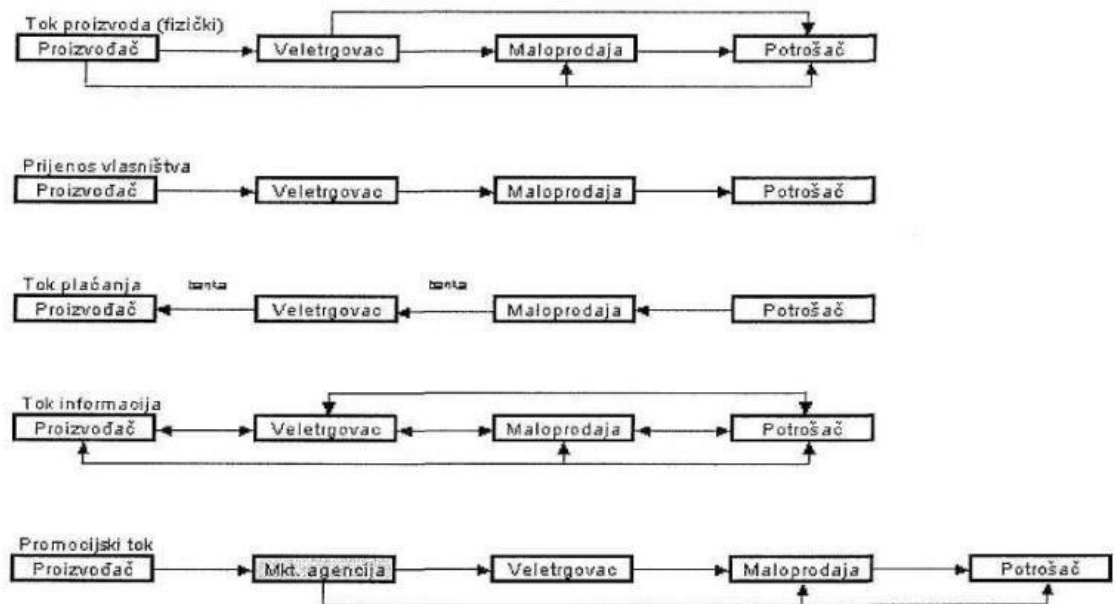 Tok proizvoda (fizički)
Proizvođač Veletrgovac Maloprodaja Potrošač
Prijenos vlasništva
Proizvođač Veletrgovac Maloprodaja Potrošač
Tok plaćanja banka banka
Proizvođač Veletrgovac Maloprodaja Potrošač
Tok informacija
Proizvođač Veletrgovac Maloprodaja Potrošač
Promocijski tok
Proizvođač Mkt. agencija Veletrgovac Maloprodaja Potrošač